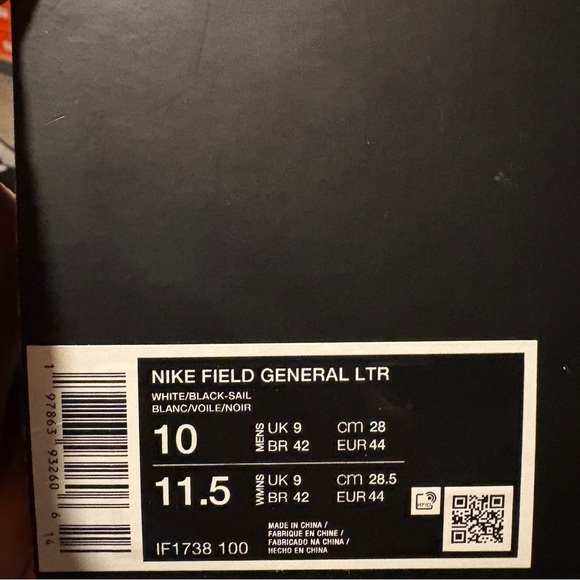 NIKE FIELD GENERAL LTR
WHITE/BLACK-SAIL
BLANC/VOILE/NOIR
10 MENS UK 9 cm 28
BR 42 EUR 44
11.5 WMNS UK 9 cm 28.5
BR 42 EUR 44
IF1738 100
MADE IN CHINA /
FABRIQUE EN CHINE /
FABRICADO NA CHINA /
HECHO EN CHINA
RFID
1 97863 93260 6 14